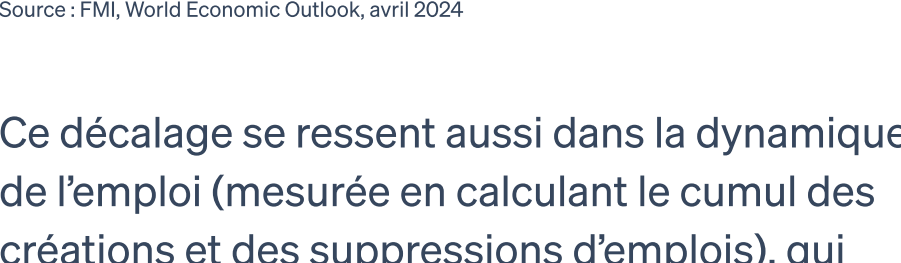 Source : FMI, World Economic Outlook, avril 2024
Ce décalage se ressent aussi dans la dynamique
de l’emploi (mesurée en calculant le cumul des
créations et des suppressions d’emplois), qui